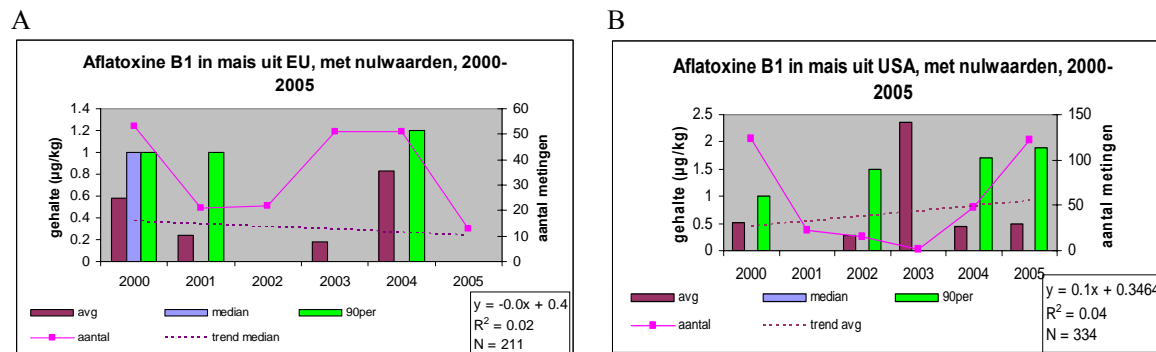 A
Aflatoxine B1 in mais uit EU, met nulwaarden, 2000-
2005
gehalte (µg/kg)
1.4
1.2
1
0.8
0.6
0.4
0.2
0
60
50
40
30
20
10
0
aantal metingen
2000 2001 2002 2003 2004 2005
avg median 90per
aantal trend median
y = -0.0x + 0.4
R² = 0.02
N = 211
B
Aflatoxine B1 in mais uit USA, met nulwaarden, 2000-
2005
gehalte (µg/kg)
2.5
2
1.5
1
0.5
0
150
100
50
0
aantal metingen
2000 2001 2002 2003 2004 2005
avg median 90per
aantal trend avg
y = 0.1x + 0.3464
R² = 0.04
N = 334